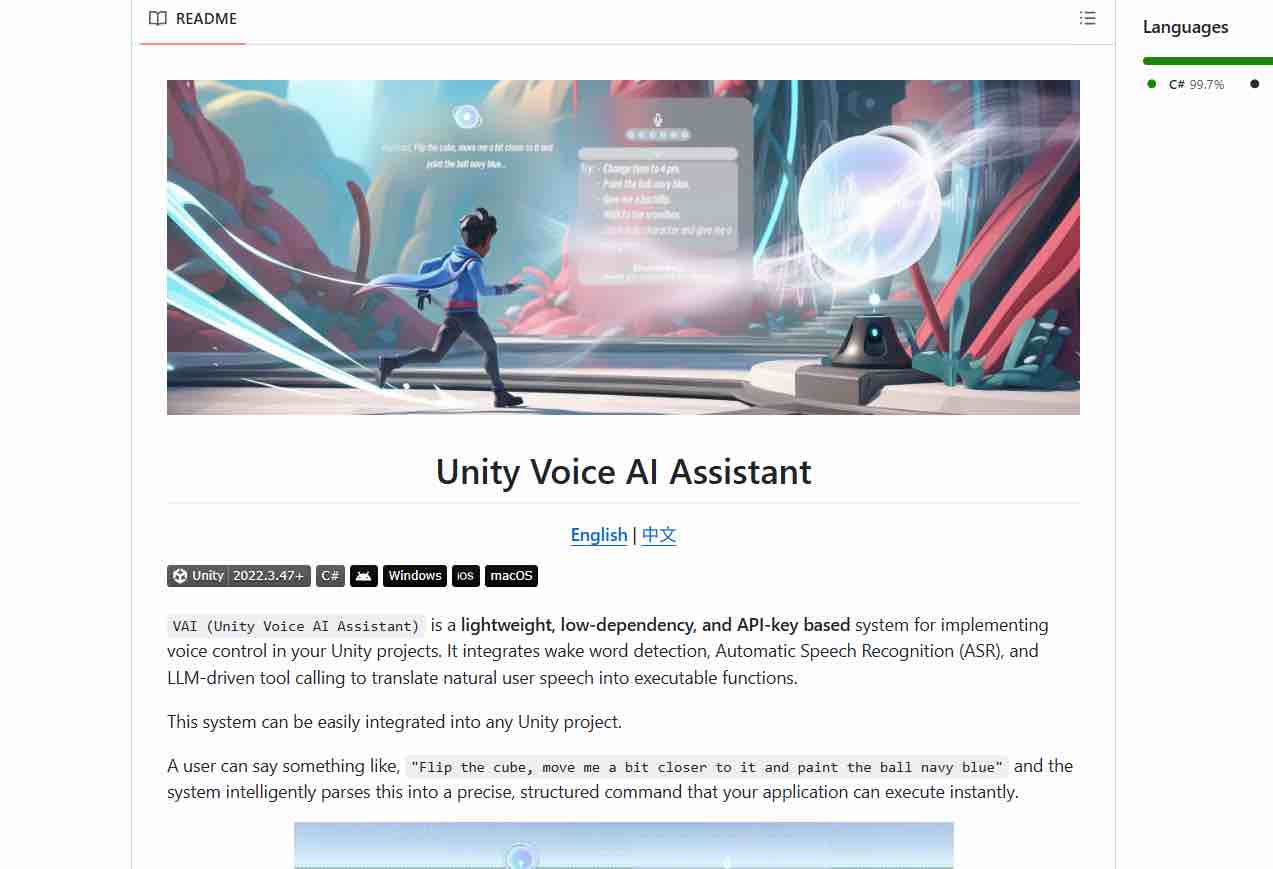 README
Languages
C# 99.7%
Flip the cube, move me a bit closer to it and
paint the ball navy blue...
Try: - Change time to 4 pm.
- Paint the ball navy blue.
- Give me a
- Walk to the
character and give me a
Unity Voice AI Assistant
English | 中文
Unity 2022.3.47+ C# Windows iOS macOS
VAI (Unity Voice AI Assistant) is a lightweight, low-dependency, and API-key based system for implementing
voice control in your Unity projects. It integrates wake word detection, Automatic Speech Recognition (ASR), and
LLM-driven tool calling to translate natural user speech into executable functions.
This system can be easily integrated into any Unity project.
A user can say something like, "Flip the cube, move me a bit closer to it and paint the ball navy blue" and the
system intelligently parses this into a precise, structured command that your application can execute instantly.